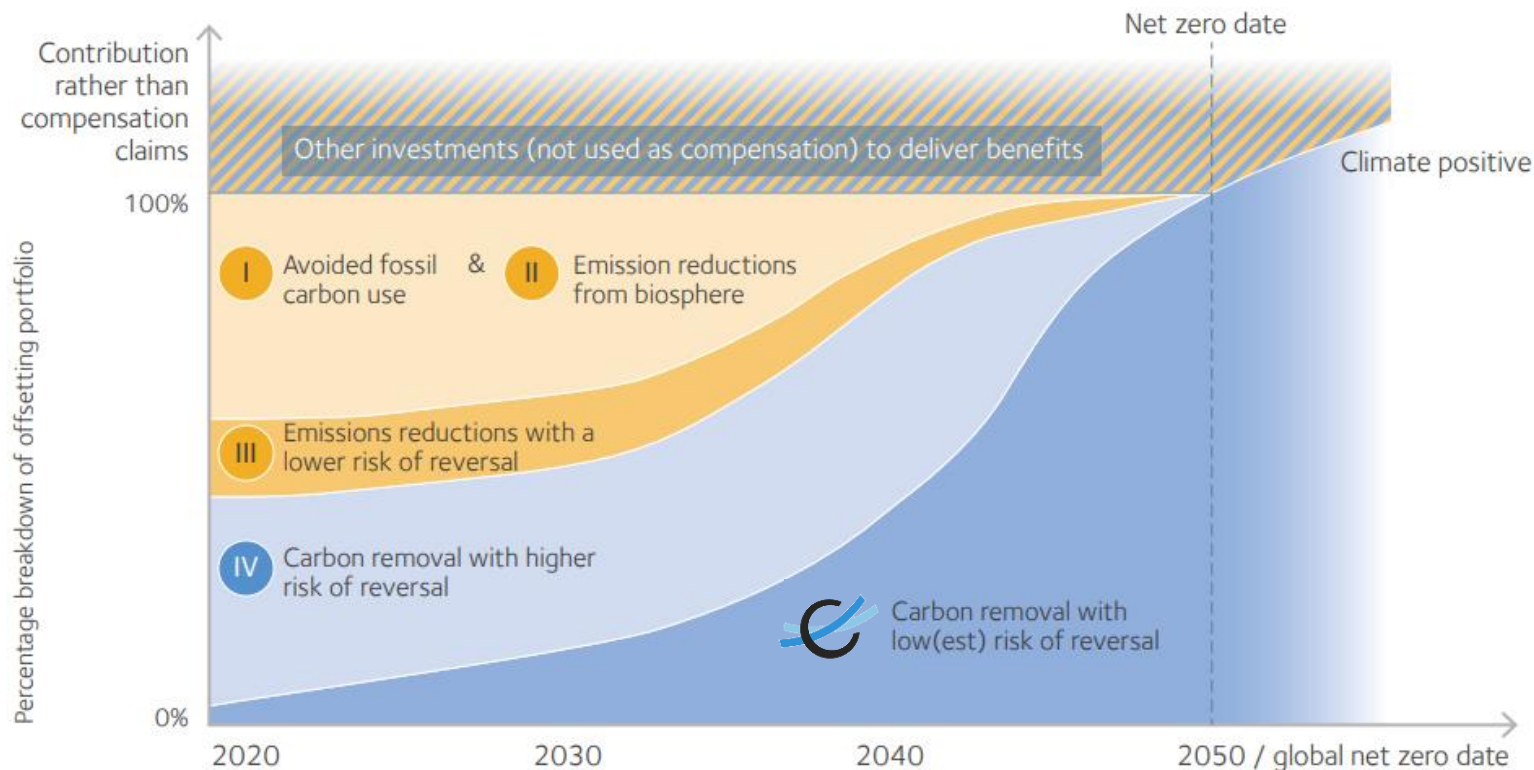 Net zero date
Contribution
rather than
compensation
claims
Other investments (not used as compensation) to deliver benefits
Climate positive
100%
Percentage breakdown of offsetting portfolio
I
Avoided fossil
carbon use
&
II
Emission reductions
from biosphere
III
Emissions reductions with a
lower risk of reversal
IV
Carbon removal with higher
risk of reversal
Carbon removal with
low(est) risk of reversal
0%
2020
2030
2040
2050 / global net zero date